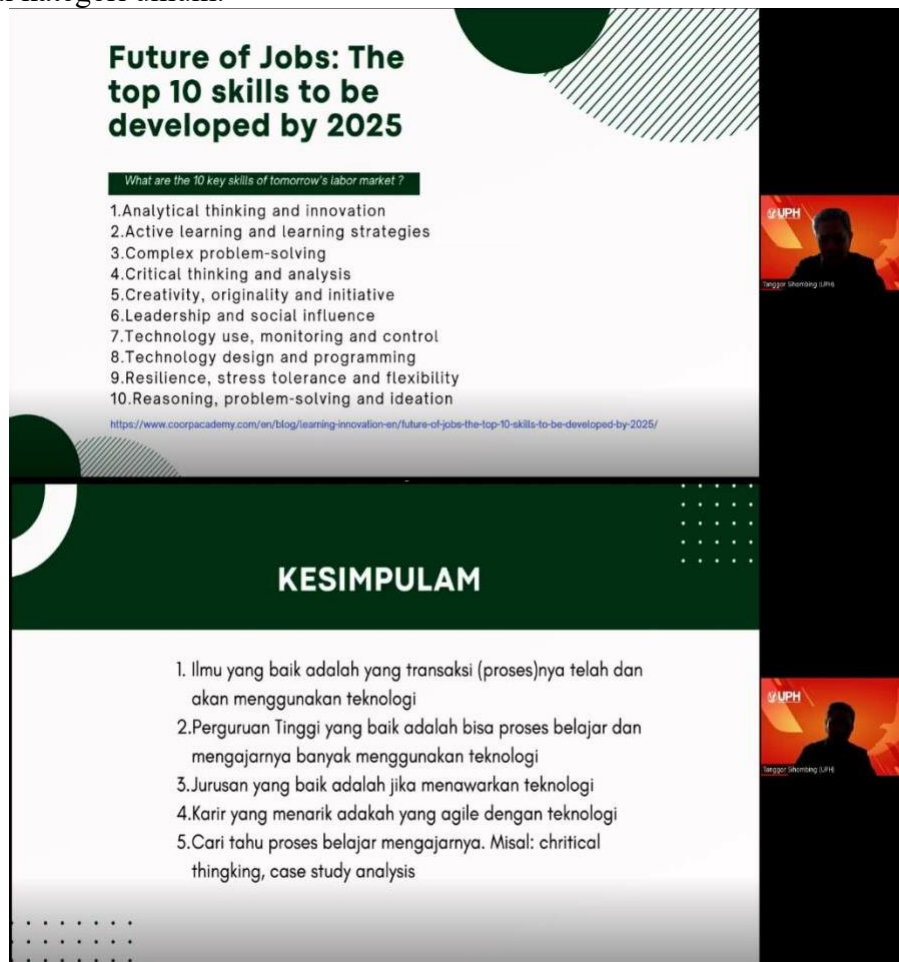 Future of Jobs: The
top 10 skills to be
developed by 2025
What are the 10 key skills of tomorrow's labor market ?
1.Analytical thinking and innovation
2.Active learning and learning strategies
3.Complex problem-solving
4.Critical thinking and analysis
5.Creativity, originality and initiative
6.Leadership and social influence
7.Technology use, monitoring and control
8.Technology design and programming
9.Resilience, stress tolerance and flexibility
10.Reasoning, problem-solving and ideation
https://www.coorpacademy.com/en/blog/learning-innovation-en/future-of-jobs-the-top-10-skills-to-be-developed-by-2025/
UPH
Tanggor Sihombing (UPH)
KESIMPULAM
1. Ilmu yang baik adalah yang transaksi (proses)nya telah dan
akan menggunakan teknologi
2.Perguruan Tinggi yang baik adalah bisa proses belajar dan
mengajarnya banyak menggunakan teknologi
3.Jurusan yang baik adalah jika menawarkan teknologi
4.Karir yang menarik adakah yang agile dengan teknologi
5.Cari tahu proses belajar mengajarnya. Misal: chritical
thingking, case study analysis
UPH
Tanggor Sihombing (UPH)